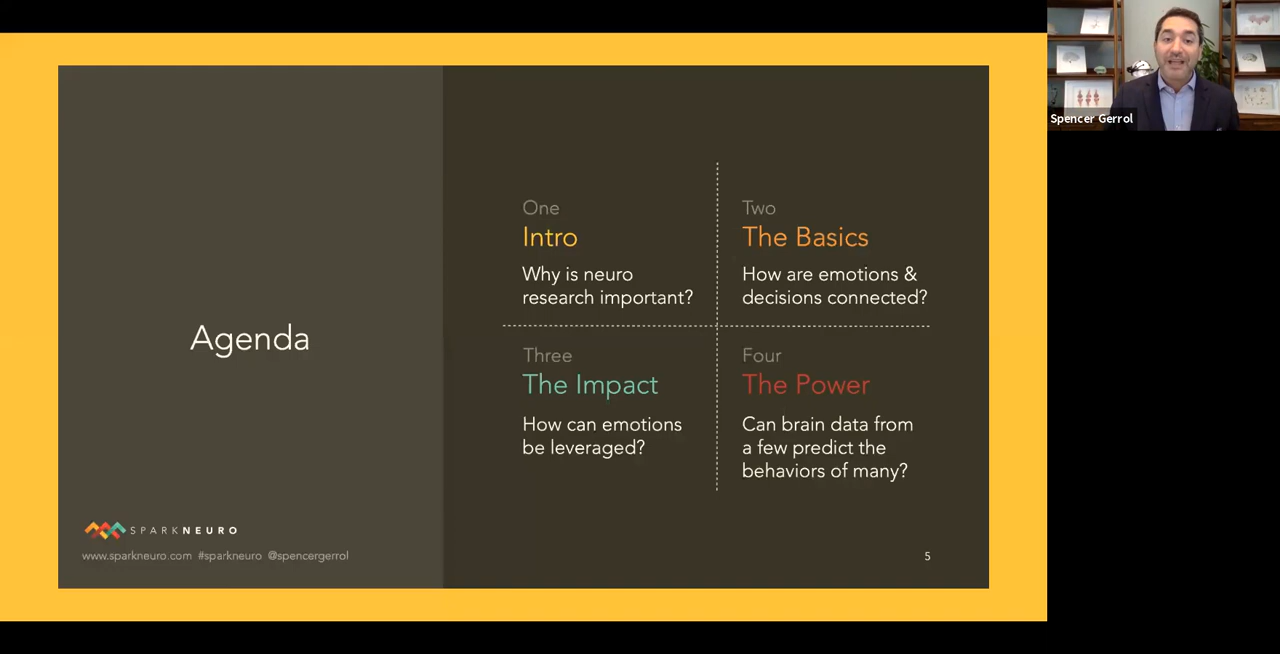 Agenda
One
Intro
Why is neuro
research important?
Two
The Basics
How are emotions &
decisions connected?
Three
The Impact
How can emotions
be leveraged?
Four
The Power
Can brain data from
a few predict the
behaviors of many?
SPARKNEURO
www.sparkneuro.com #sparkneuro @spencergerrol
5
Spencer Gerrol